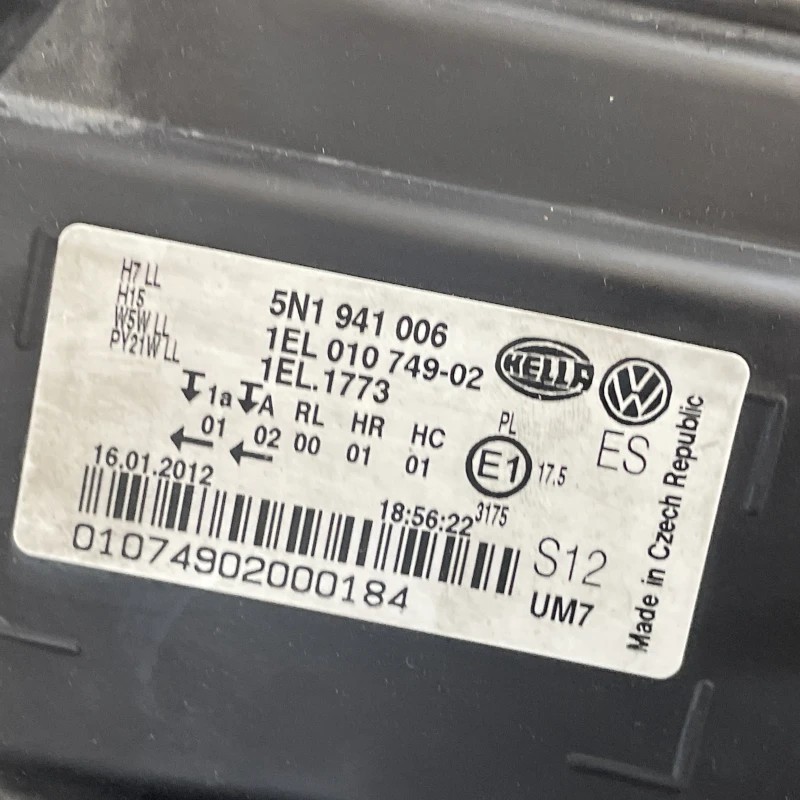 H7 LL
H15
W5W LL
PY21W LL
5N1 941 006
1EL 010 749-02
1EL.1773
HELLA
VW
1a A RL HR HC PL
01 02 00 01 01 E1 17.5
ES
16.01.2012
18:56:22 3175
01074902000184
S12
UM7
Made in Czech Republic